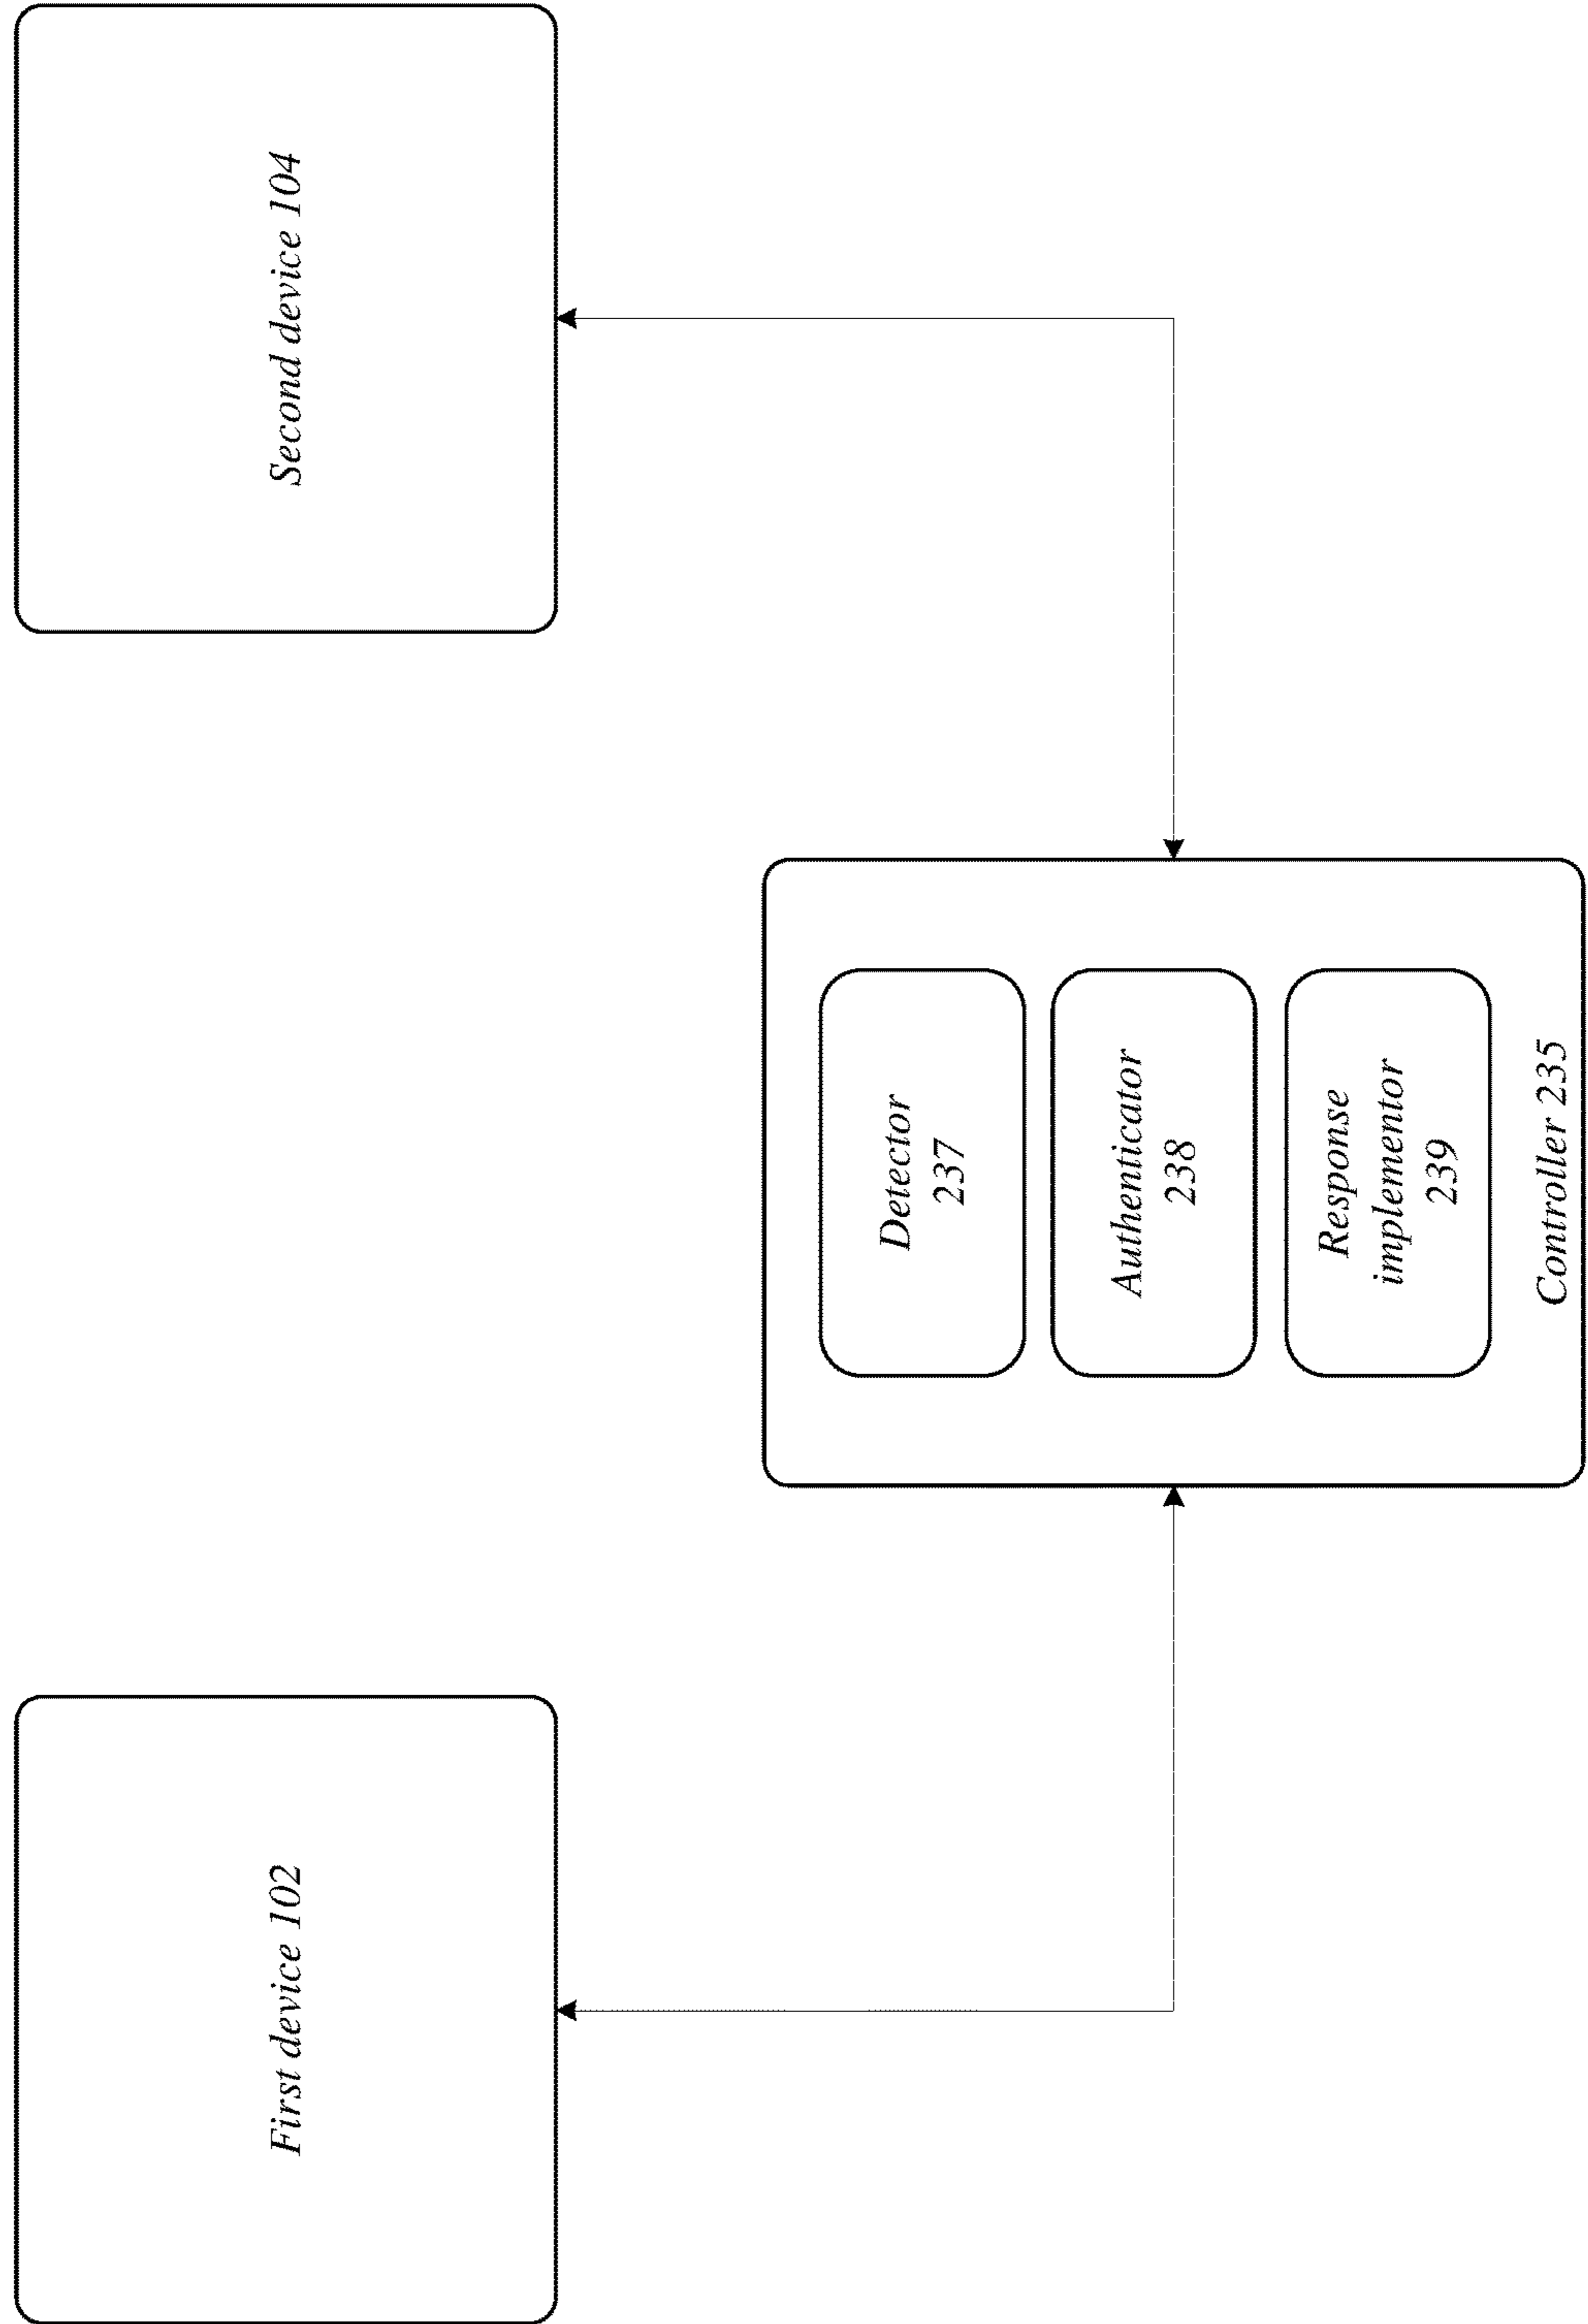 First device 102
Second device 104
Detector
237
Authenticator
238
Response
implementor
239
Controller 235